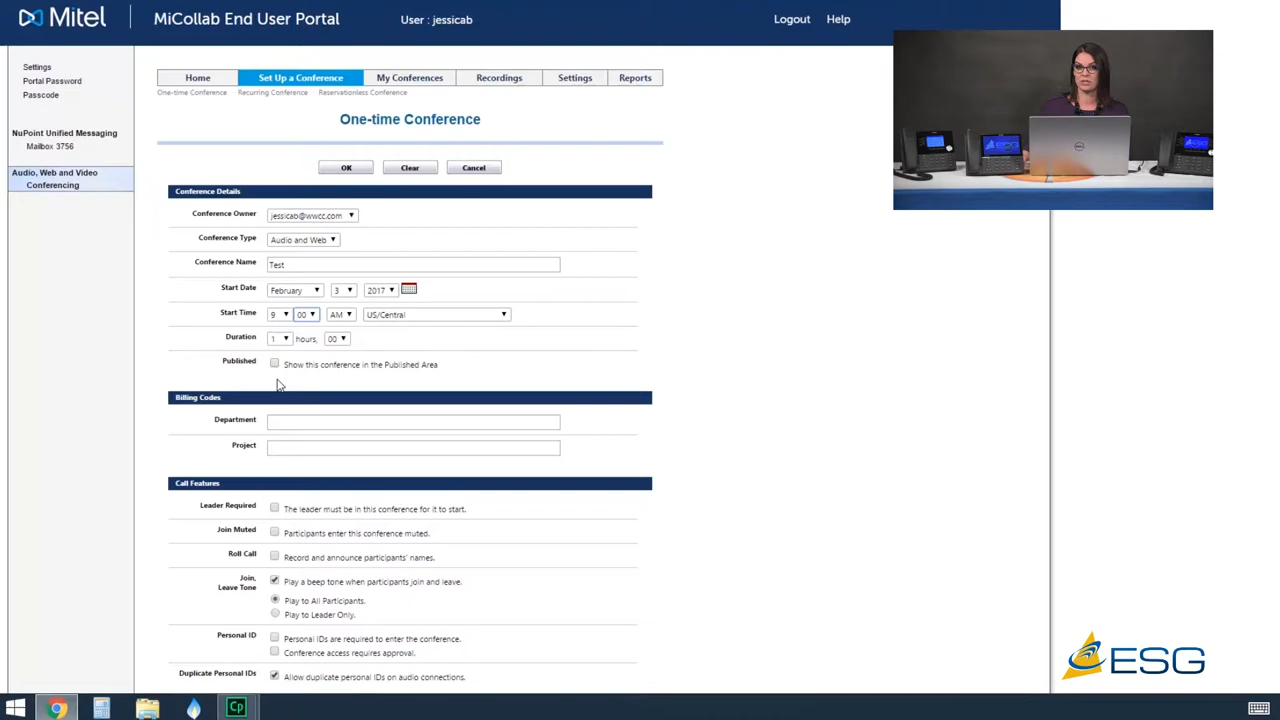 Mitel
MiCollab End User Portal
User : jessicab
Logout
Help
Settings
Portal Password
Passcode
NuPoint Unified Messaging
Mailbox 3756
Audio, Web and Video
Conferencing
Home
Set Up a Conference
My Conferences
Recordings
Settings
Reports
One-time Conference
Recurring Conference
Reservationless Conference
One-time Conference
OK
Clear
Cancel
Conference Details
Conference Owner
jessicab@wwcc.com
Conference Type
Audio and Web
Conference Name
Test
Start Date
February
3
2017
Start Time
9
00
AM
US/Central
Duration
1
hours,
00
Published
Show this conference in the Published Area
Billing Codes
Department
Project
Call Features
Leader Required
The leader must be in this conference for it to start.
Join Muted
Participants enter this conference muted.
Roll Call
Record and announce participants' names.
Join,
Leave Tone
Play a beep tone when participants join and leave.
Play to All Participants.
Play to Leader Only.
Personal ID
Personal IDs are required to enter the conference.
Conference access requires approval.
Duplicate Personal IDs
Allow duplicate personal IDs on audio connections.
ESG
ESG
Cp